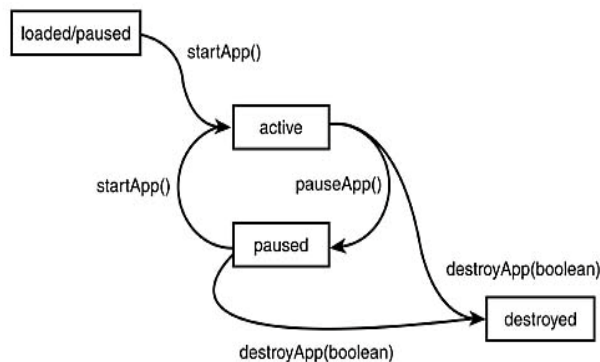 loaded/paused
startApp()
active
startApp()
pauseApp()
paused
destroyApp(boolean)
destroyed
destroyApp(boolean)